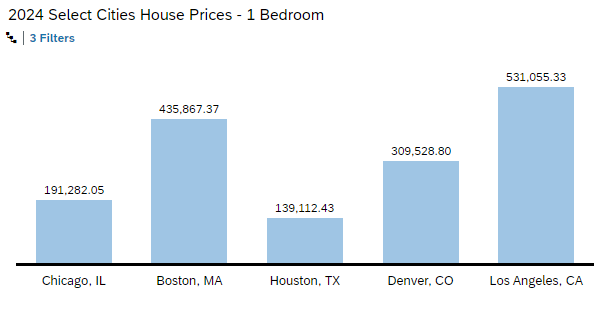 2024 Select Cities House Prices - 1 Bedroom
3 Filters
531,055.33
435,867.37
309,528.80
191,282.05
139,112.43
Chicago, IL Boston, MA Houston, TX Denver, CO Los Angeles, CA